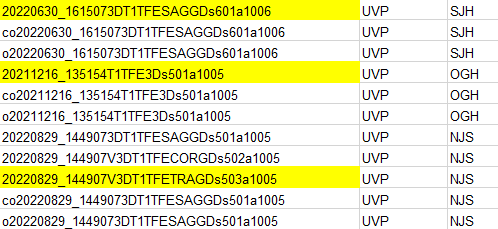 20220630_1615073DT1TFESAGGDs601a1006 UVP SJH
co20220630_1615073DT1TFESAGGDs601a1006 UVP SJH
o20220630_1615073DT1TFESAGGDs601a1006 UVP SJH
20211216_135154T1TFE3Ds501a1005 UVP OGH
co20211216_135154T1TFE3Ds501a1005 UVP OGH
o20211216_135154T1TFE3Ds501a1005 UVP OGH
20220829_1449073DT1TFESAGGDs501a1005 UVP NJS
20220829_144907V3DT1TFECORGDs502a1005 UVP NJS
20220829_144907V3DT1TFETRAGDs503a1005 UVP NJS
co20220829_1449073DT1TFESAGGDs501a1005 UVP NJS
o20220829_1449073DT1TFESAGGDs501a1005 UVP NJS